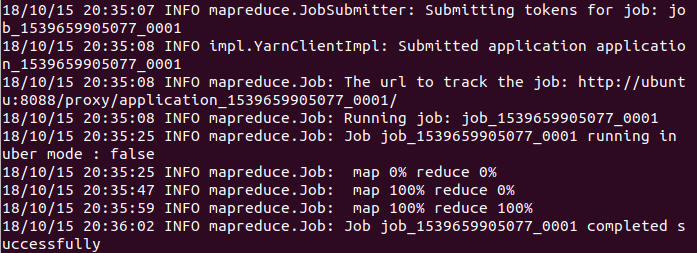 18/10/15 20:35:07 INFO mapreduce.JobSubmitter: Submitting tokens for job: jo
b_1539659905077_0001
18/10/15 20:35:08 INFO impl.YarnClientImpl: Submitted application applicatio
n_1539659905077_0001
18/10/15 20:35:08 INFO mapreduce.Job: The url to track the job: http://ubunt
u:8088/proxy/application_1539659905077_0001/
18/10/15 20:35:08 INFO mapreduce.Job: Running job: job_1539659905077_0001
18/10/15 20:35:25 INFO mapreduce.Job: Job job_1539659905077_0001 running in
uber mode : false
18/10/15 20:35:25 INFO mapreduce.Job:  map 0% reduce 0%
18/10/15 20:35:47 INFO mapreduce.Job:  map 100% reduce 0%
18/10/15 20:35:59 INFO mapreduce.Job:  map 100% reduce 100%
18/10/15 20:36:02 INFO mapreduce.Job: Job job_1539659905077_0001 completed s
uccessfully